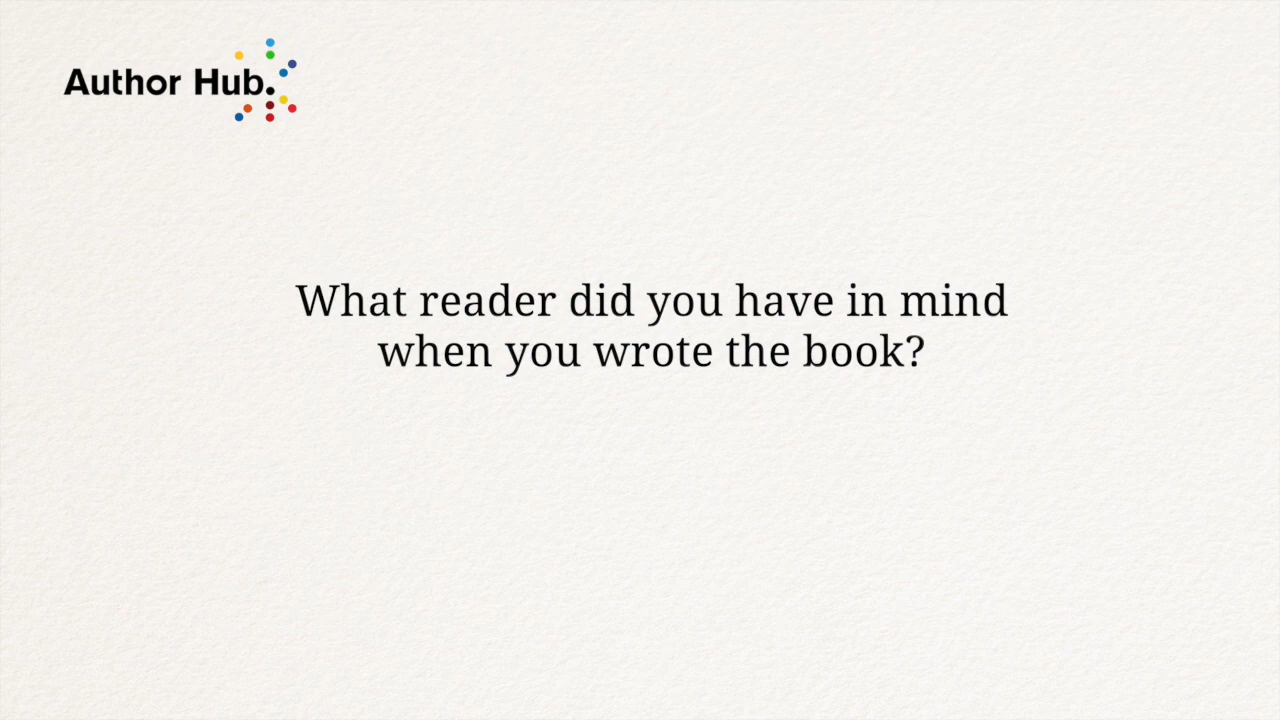 Author Hub.
What reader did you have in mind
when you wrote the book?